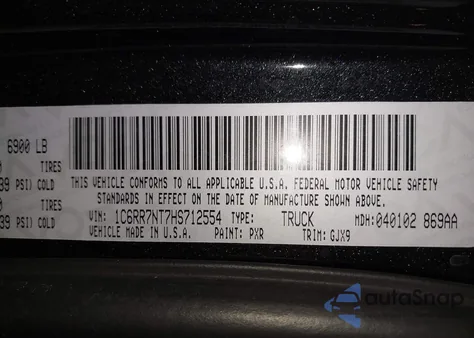 6900 LB
TIRES
39 PSI) COLD
TIRES
39 PSI) COLD
THIS VEHICLE CONFORMS TO ALL APPLICABLE U.S.A. FEDERAL MOTOR VEHICLE SAFETY
STANDARDS IN EFFECT ON THE DATE OF MANUFACTURE SHOWN ABOVE.
VIN: 1C6RR7NT7HS712554 TYPE: TRUCK MDH: 040102 869AA
VEHICLE MADE IN U.S.A. PAINT: PXR TRIM: GJX9
autoSnap